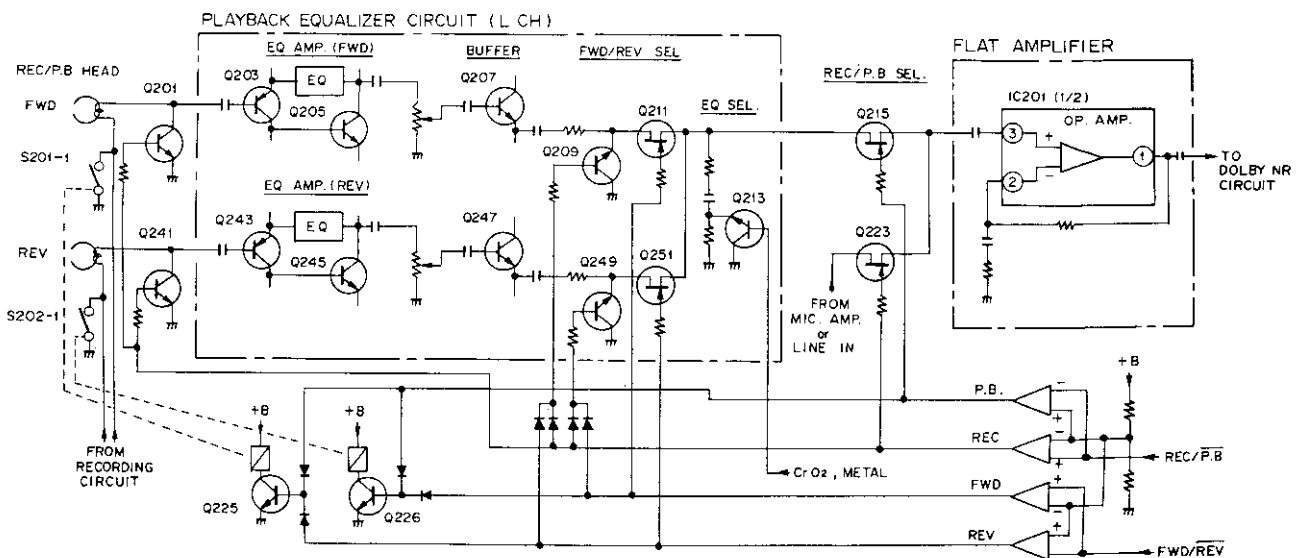 PLAYBACK EQUALIZER CIRCUIT (L CH)
FLAT AMPLIFIER
REC/P.B HEAD
FWD
Q201
S201-1
REV
Q241
S202-1
EQ AMP. (FWD)
Q203
EQ
Q205
BUFFER
Q207
FWD/REV SEL
Q211
Q209
EQ SEL.
Q213
EQ AMP. (REV)
Q243
EQ
Q245
Q247
Q249
Q251
REC/P.B SEL.
Q215
Q223
FROM
MIC. AMP.
or
LINE IN
IC201 (1/2)
OP. AMP.
3
+
2
−
1
TO
DOLBY NR
CIRCUIT
FROM
RECORDING
CIRCUIT
+B
+B
Q225
Q226
CrO2, METAL
P.B.
−
+
REC
−
+
FWD
+
−
REV
+
−
+B
REC/P.B
FWD/REV